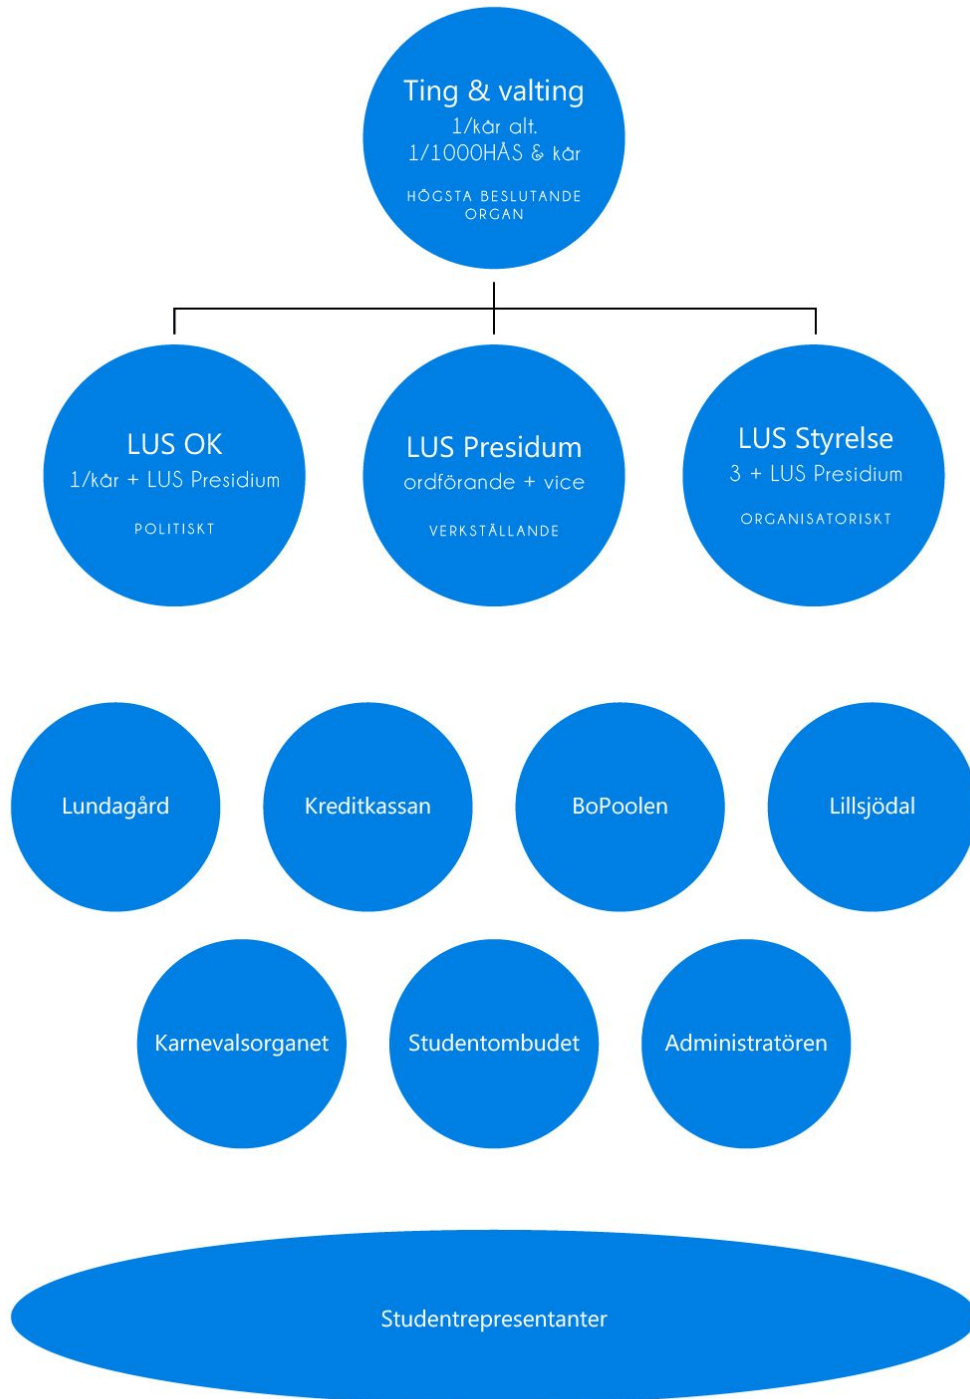 Ting & valting
1/kår alt.
1/1000HÅS & kår
HÖGSTA BESLUTANDE
ORGAN
LUS OK
1/kår + LUS Presidium
POLITISKT
LUS Presidum
ordförande + vice
VERKSTÄLLANDE
LUS Styrelse
3 + LUS Presidium
ORGANISATORISKT
Lundagård
Kreditkassan
BoPoolen
Lillsjödal
Karnevalsorganet
Studentombudet
Administratören
Studentrepresentanter